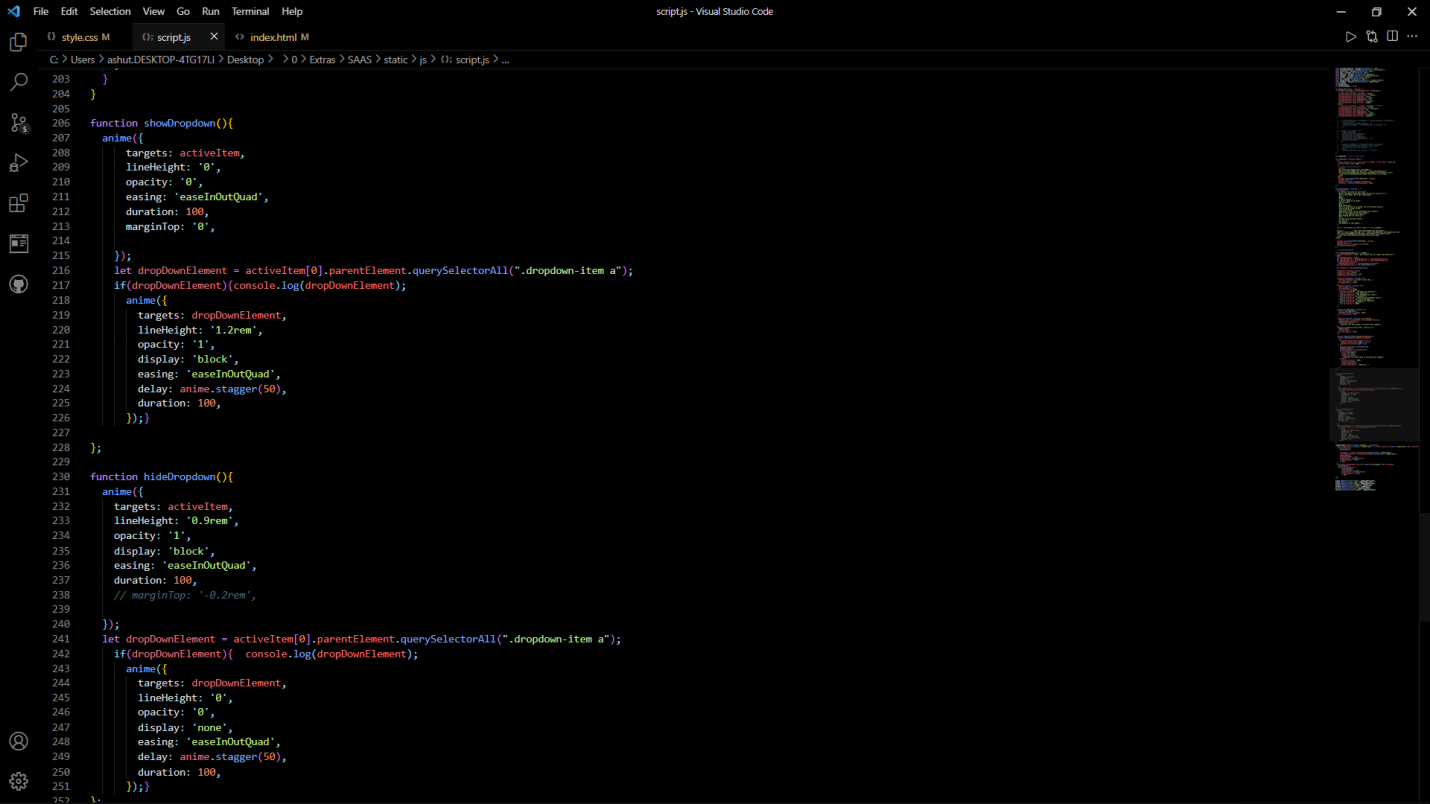 File Edit Selection View Go Run Terminal Help
script.js - Visual Studio Code
style.css M
script.js
index.html M
C: > Users > ashut.DESKTOP-4TG17LI > Desktop > > 0 > Extras > SAAS > static > js > script.js > ...
5
203 }
204 }
205
206 function showDropdown(){
207 anime({
208 targets: activeItem,
209 lineHeight: '0',
210 opacity: '0',
211 easing: 'easeInOutQuad',
212 duration: 100,
213 marginTop: '0',
214
215 });
216 let dropDownElement = activeItem[0].parentElement.querySelectorAll(".dropdown-item a");
217 if(dropDownElement){console.log(dropDownElement);
218 anime({
219 targets: dropDownElement,
220 lineHeight: '1.2rem',
221 opacity: '1',
222 display: 'block',
223 easing: 'easeInOutQuad',
224 delay: anime.stagger(50),
225 duration: 100,
226 });}
227
228 };
229
230 function hideDropdown(){
231 anime({
232 targets: activeItem,
233 lineHeight: '0.9rem',
234 opacity: '1',
235 display: 'block',
236 easing: 'easeInOutQuad',
237 duration: 100,
238 // marginTop: '-0.2rem',
239
240 });
241 let dropDownElement = activeItem[0].parentElement.querySelectorAll(".dropdown-item a");
242 if(dropDownElement){ console.log(dropDownElement);
243 anime({
244 targets: dropDownElement,
245 lineHeight: '0',
246 opacity: '0',
247 display: 'none',
248 easing: 'easeInOutQuad',
249 delay: anime.stagger(50),
250 duration: 100,
251 });}
252 };